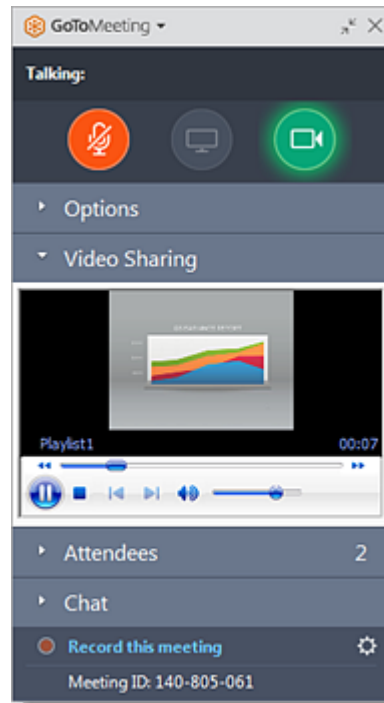 GoToMeeting
Talking:
Options
Video Sharing
Playlist1
00:07
Attendees
2
Chat
Record this meeting
Meeting ID: 140-805-061